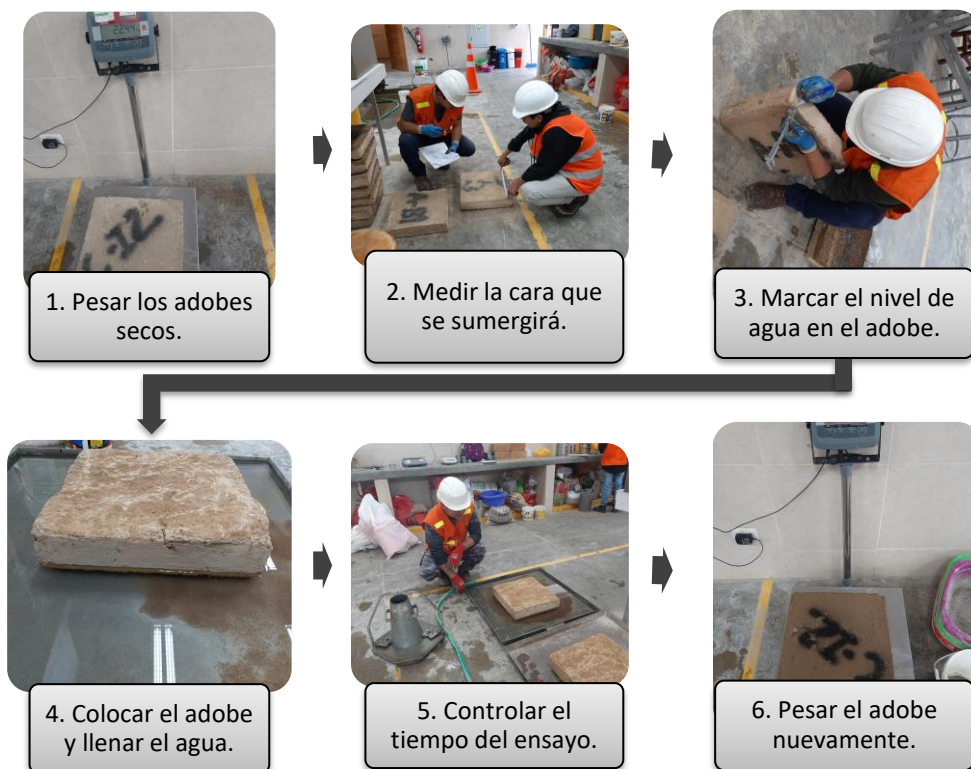 1. Pesar los adobes
secos.
2. Medir la cara que
se sumergirá.
3. Marcar el nivel de
agua en el adobe.
4. Colocar el adobe
y llenar el agua.
5. Controlar el
tiempo del ensayo.
6. Pesar el adobe
nuevamente.